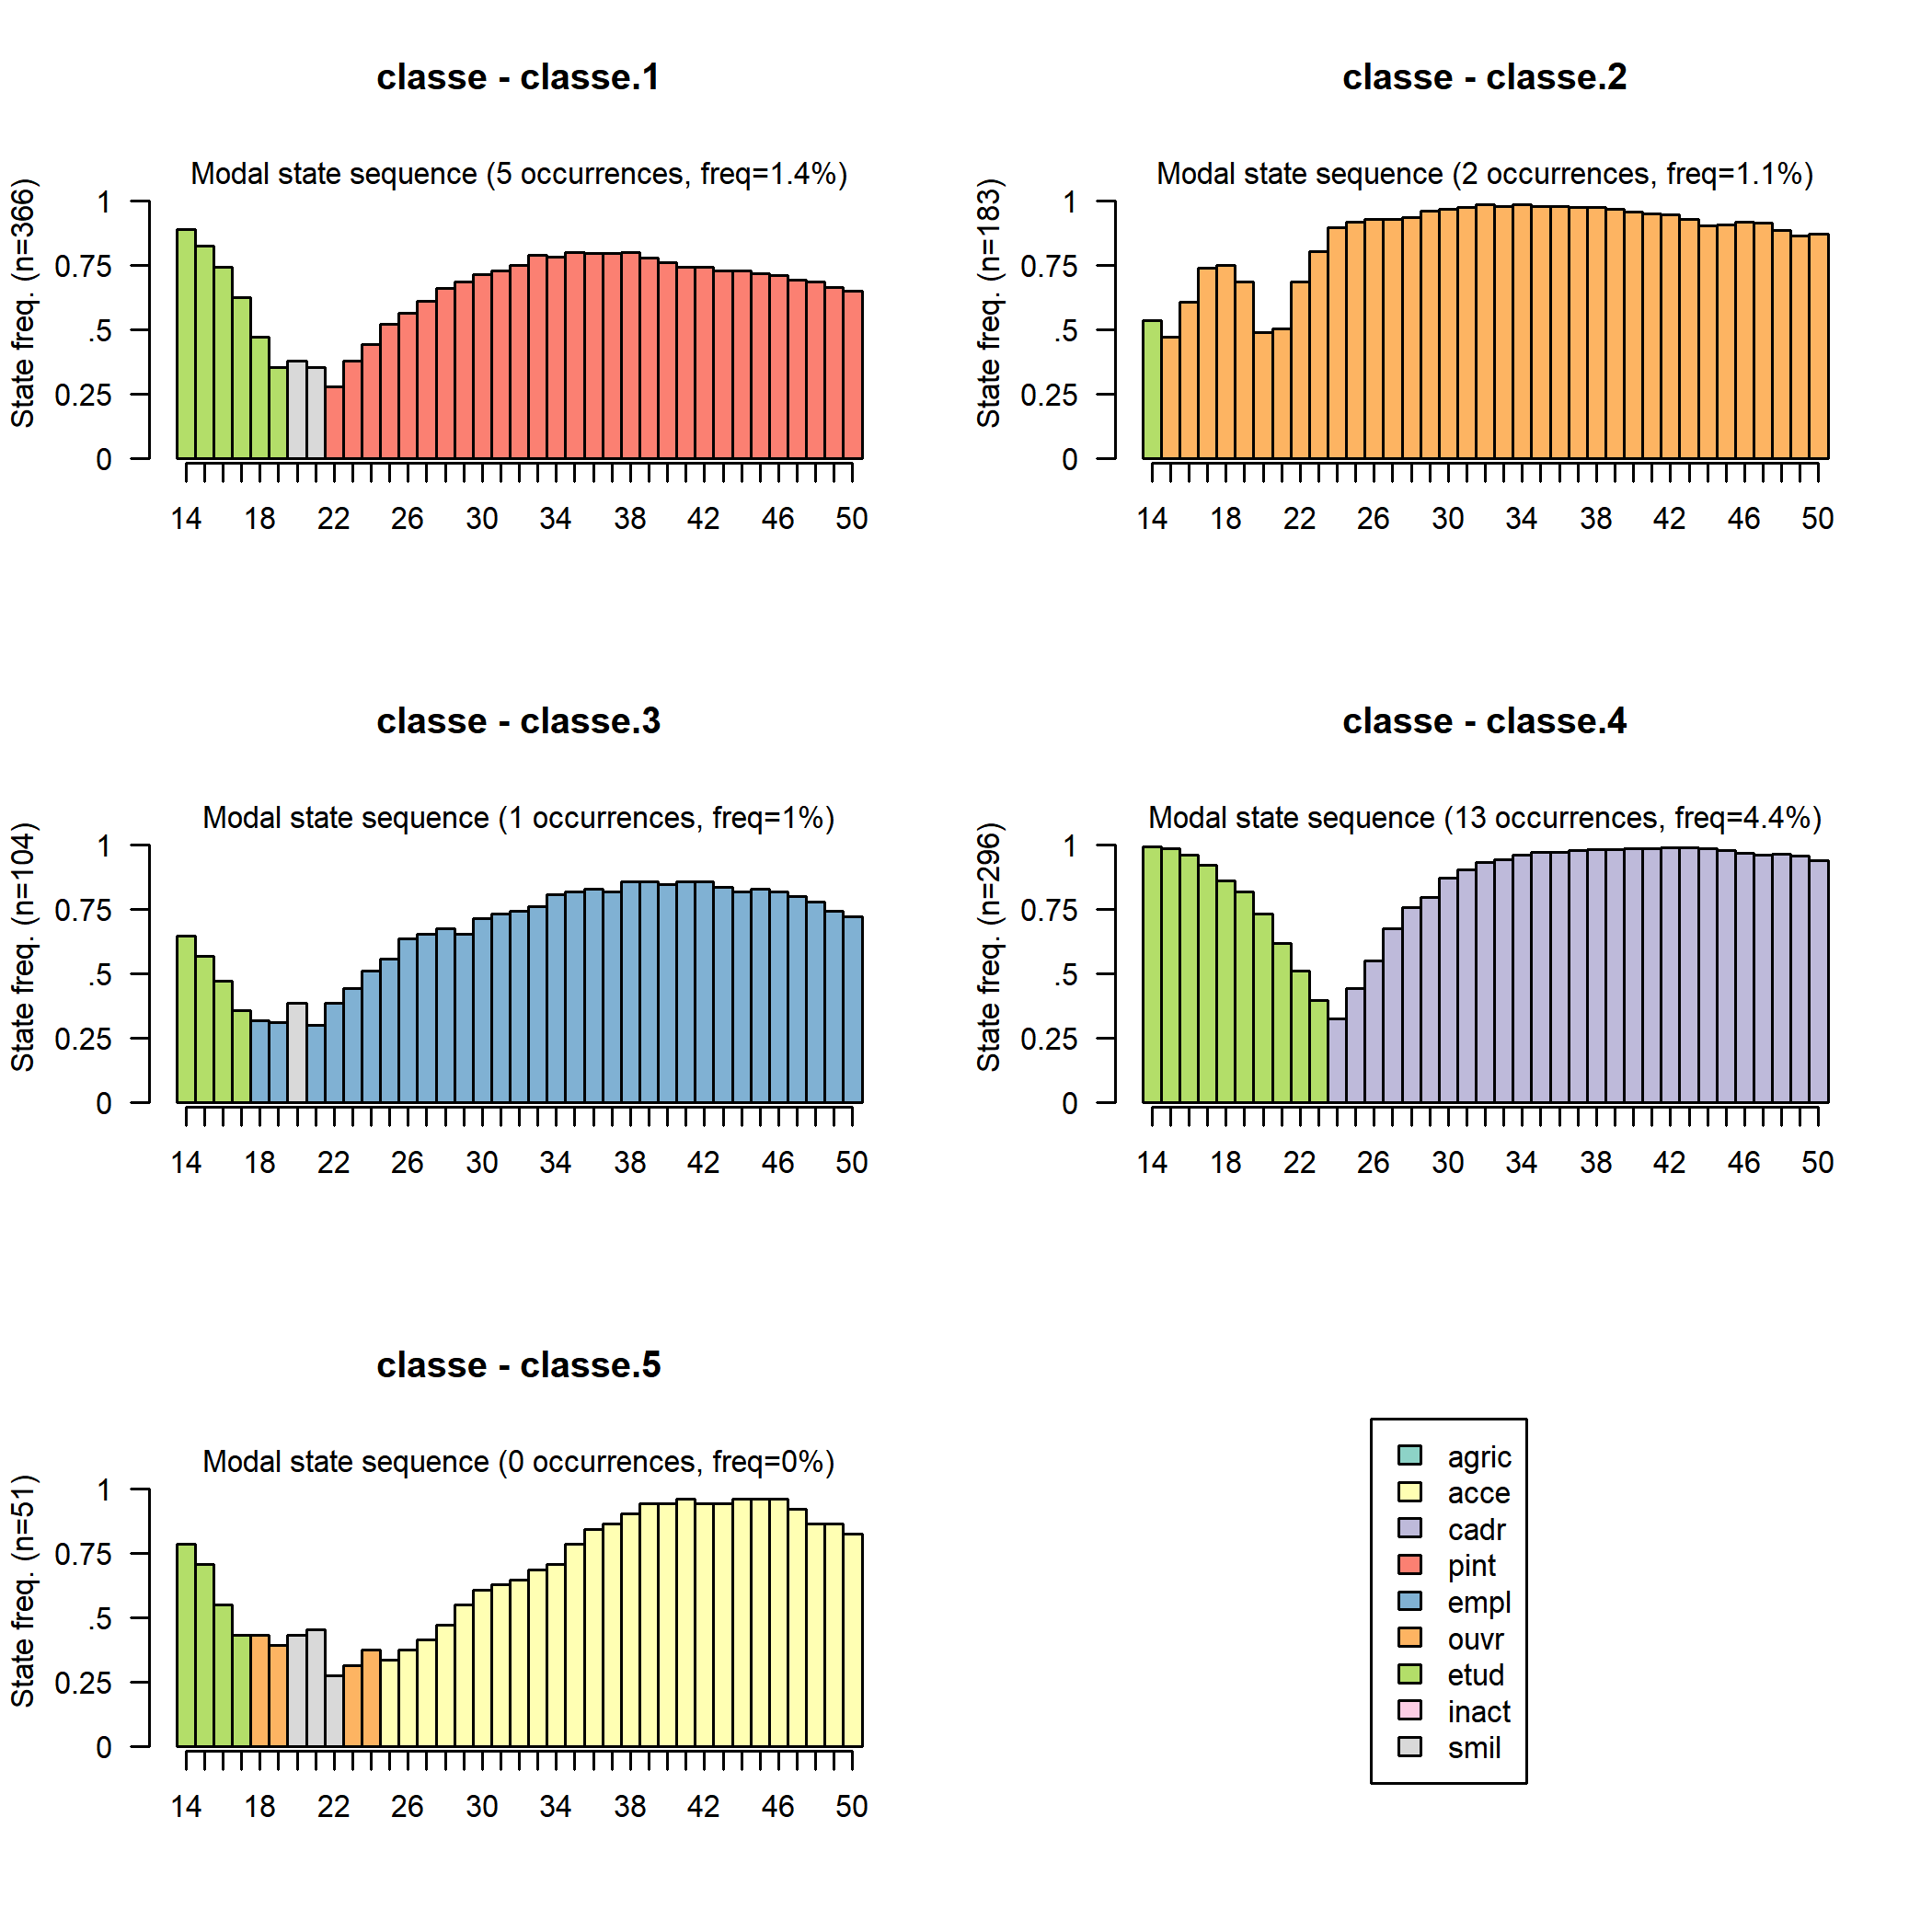 classe - classe.1
Modal state sequence (5 occurrences, freq=1.4%)
State freq. (n=366)
1
0.75
.5
0.25
0
14 18 22 26 30 34 38 42 46 50
classe - classe.2
Modal state sequence (2 occurrences, freq=1.1%)
State freq. (n=183)
1
0.75
.5
0.25
0
14 18 22 26 30 34 38 42 46 50
classe - classe.3
Modal state sequence (1 occurrences, freq=1%)
State freq. (n=104)
1
0.75
.5
0.25
0
14 18 22 26 30 34 38 42 46 50
classe - classe.4
Modal state sequence (13 occurrences, freq=4.4%)
State freq. (n=296)
1
0.75
.5
0.25
0
14 18 22 26 30 34 38 42 46 50
classe - classe.5
Modal state sequence (0 occurrences, freq=0%)
State freq. (n=51)
1
0.75
.5
0.25
0
14 18 22 26 30 34 38 42 46 50
agric
acce
cadr
pint
empl
ouvr
etud
inact
smil